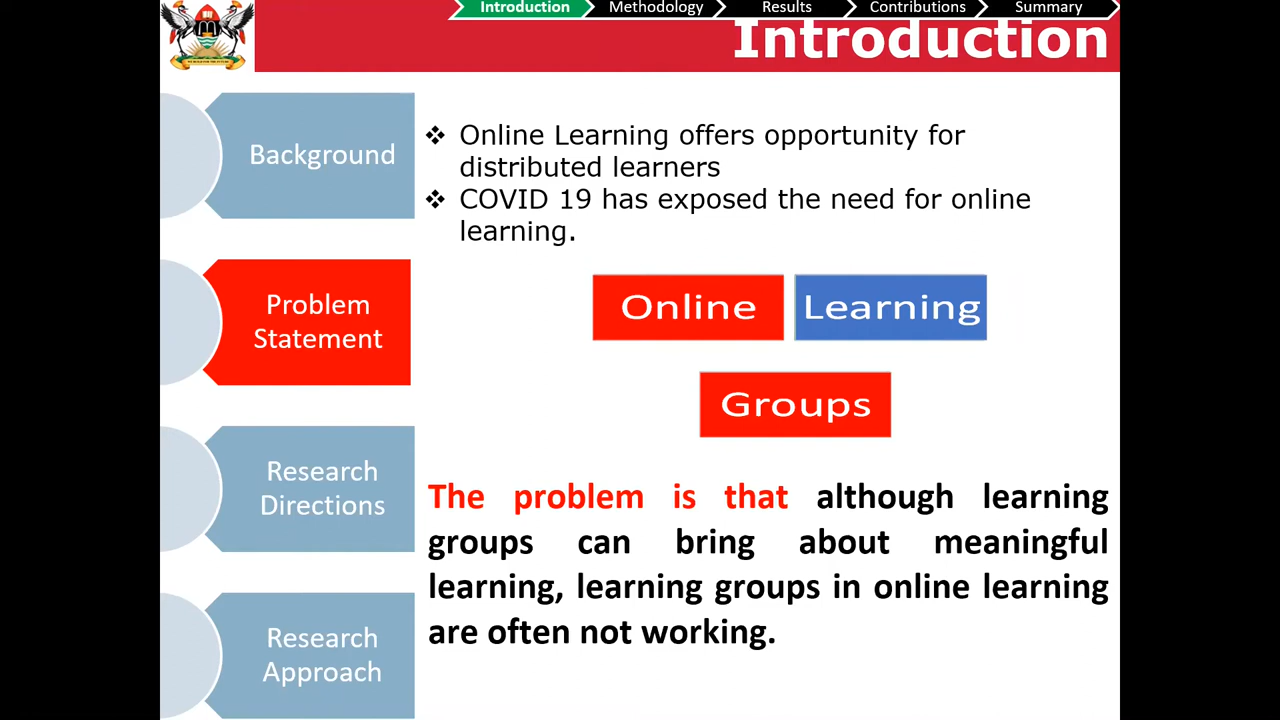 Introduction
Methodology
Results
Contributions
Summary
Introduction
Background
Problem
Statement
Research
Directions
Research
Approach
❖ Online Learning offers opportunity for
distributed learners
❖ COVID 19 has exposed the need for online
learning.
Online
Learning
Groups
The problem is that although learning
groups can bring about meaningful
learning, learning groups in online learning
are often not working.